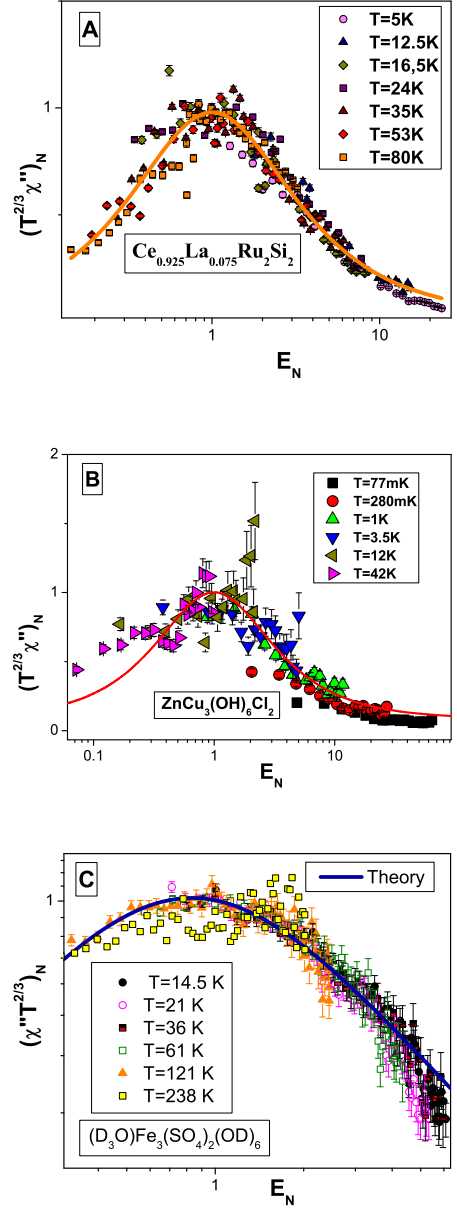 A
T=5K
T=12.5K
T=16,5K
T=24K
T=35K
T=53K
T=80K
1
(T2/3χ'')N
Ce0.925La0.075Ru2Si2
1 10
EN
B
2
T=77mK
T=280mK
T=1K
T=3.5K
T=12K
T=42K
1
(T2/3χ'')N
ZnCu3(OH)6Cl2
0
0.1 1 10
EN
C
Theory
1
(χ''T2/3)N
T=14.5K
T=21 K
T=36 K
T=61 K
T=121 K
T=238 K
(D3O)Fe3(SO4)2(OD)6
1
EN